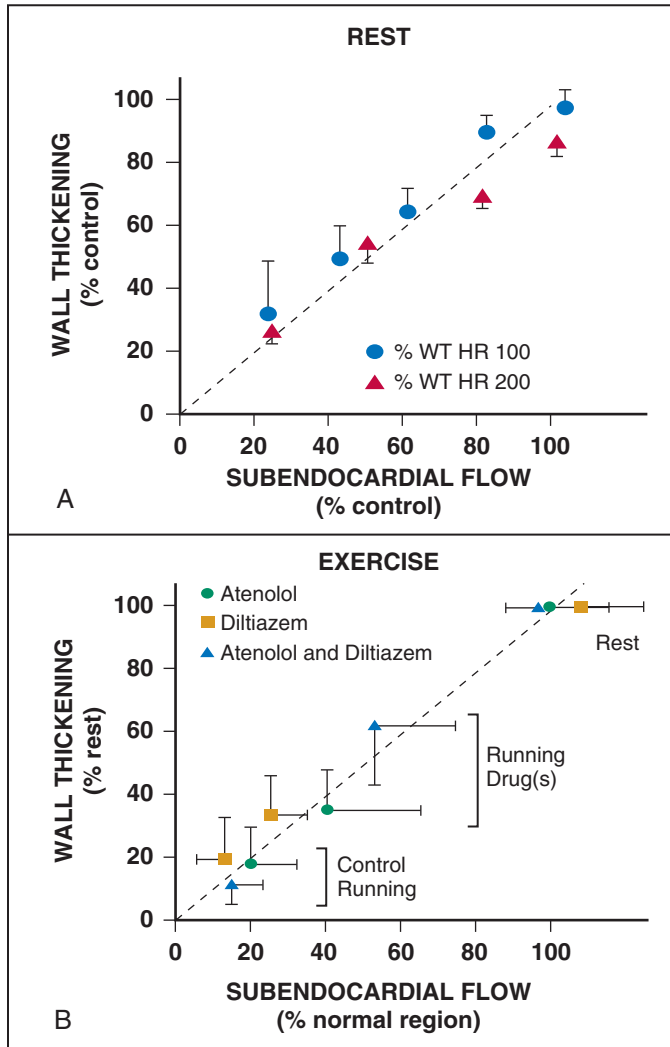 REST
WALL THICKENING
(% control)
100
80
60
40
20
0
% WT HR 100
% WT HR 200
0 20 40 60 80 100
SUBENDOCARDIAL FLOW
(% control)
A
EXERCISE
Atenolol
Diltiazem
Atenolol and Diltiazem
WALL THICKENING
(% rest)
100
80
60
40
20
0
Rest
Running
Drug(s)
Control
Running
0 20 40 60 80 100
SUBENDOCARDIAL FLOW
(% normal region)
B